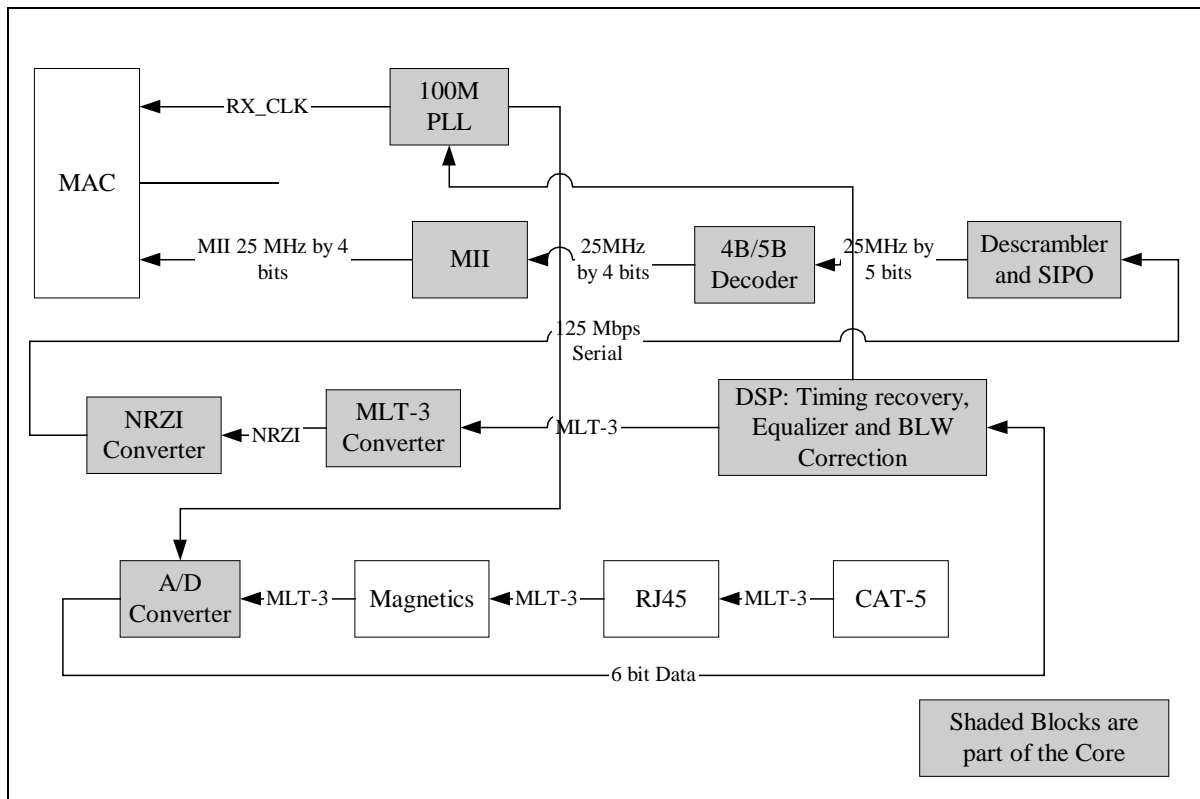 100M
PLL
RX_CLK
MAC
MII 25 MHz by 4
bits
MII
25MHz
by 4 bits
4B/5B
Decoder
25MHz by
5 bits
Descrambler
and SIPO
125 Mbps
Serial
NRZI
Converter
NRZI
MLT-3
Converter
MLT-3
DSP: Timing recovery,
Equalizer and BLW
Correction
A/D
Converter
MLT-3
Magnetics
MLT-3
RJ45
MLT-3
CAT-5
6 bit Data
Shaded Blocks are
part of the Core